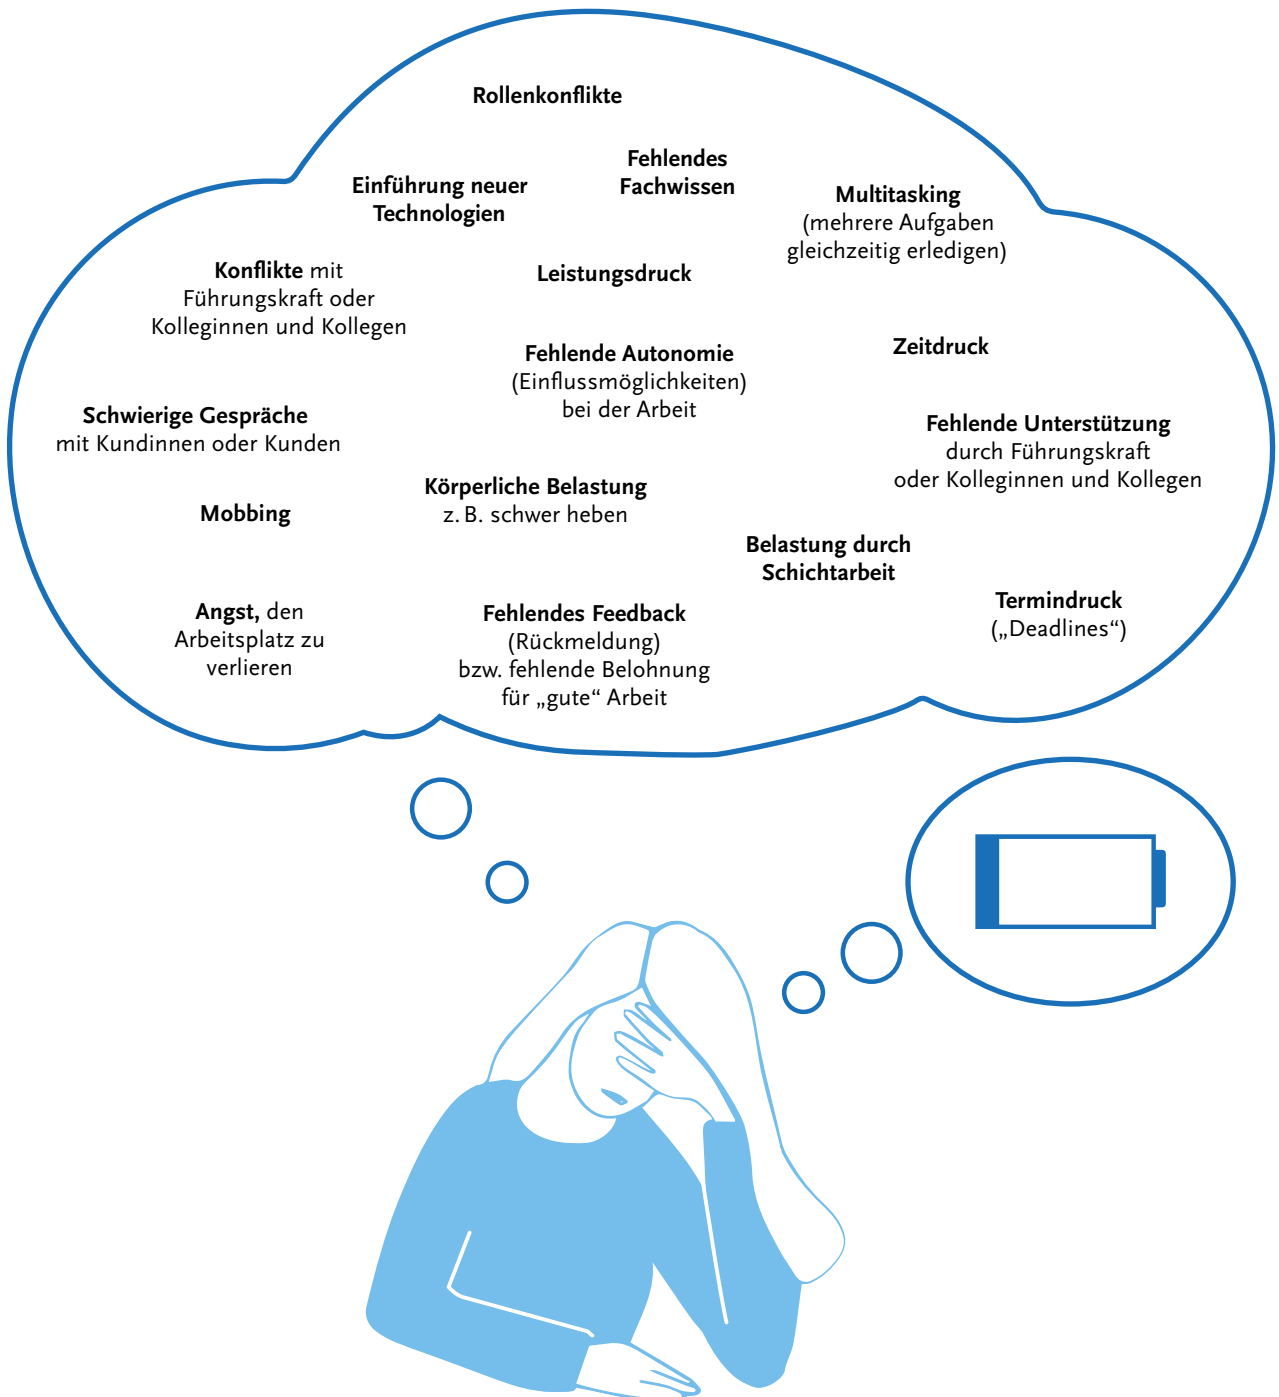 Rollenkonflikte
Fehlendes
Fachwissen
Einführung neuer
Technologien
Multitasking
(mehrere Aufgaben
gleichzeitig erledigen)
Konflikte mit
Führungskraft oder
Kolleginnen und Kollegen
Leistungsdruck
Zeitdruck
Fehlende Autonomie
(Einflussmöglichkeiten)
bei der Arbeit
Schwierige Gespräche
mit Kundinnen oder Kunden
Fehlende Unterstützung
durch Führungskraft
oder Kolleginnen und Kollegen
Körperliche Belastung
z. B. schwer heben
Mobbing
Belastung durch
Schichtarbeit
Angst, den
Arbeitsplatz zu
verlieren
Fehlendes Feedback
(Rückmeldung)
bzw. fehlende Belohnung
für „gute“ Arbeit
Termindruck
(„Deadlines“)